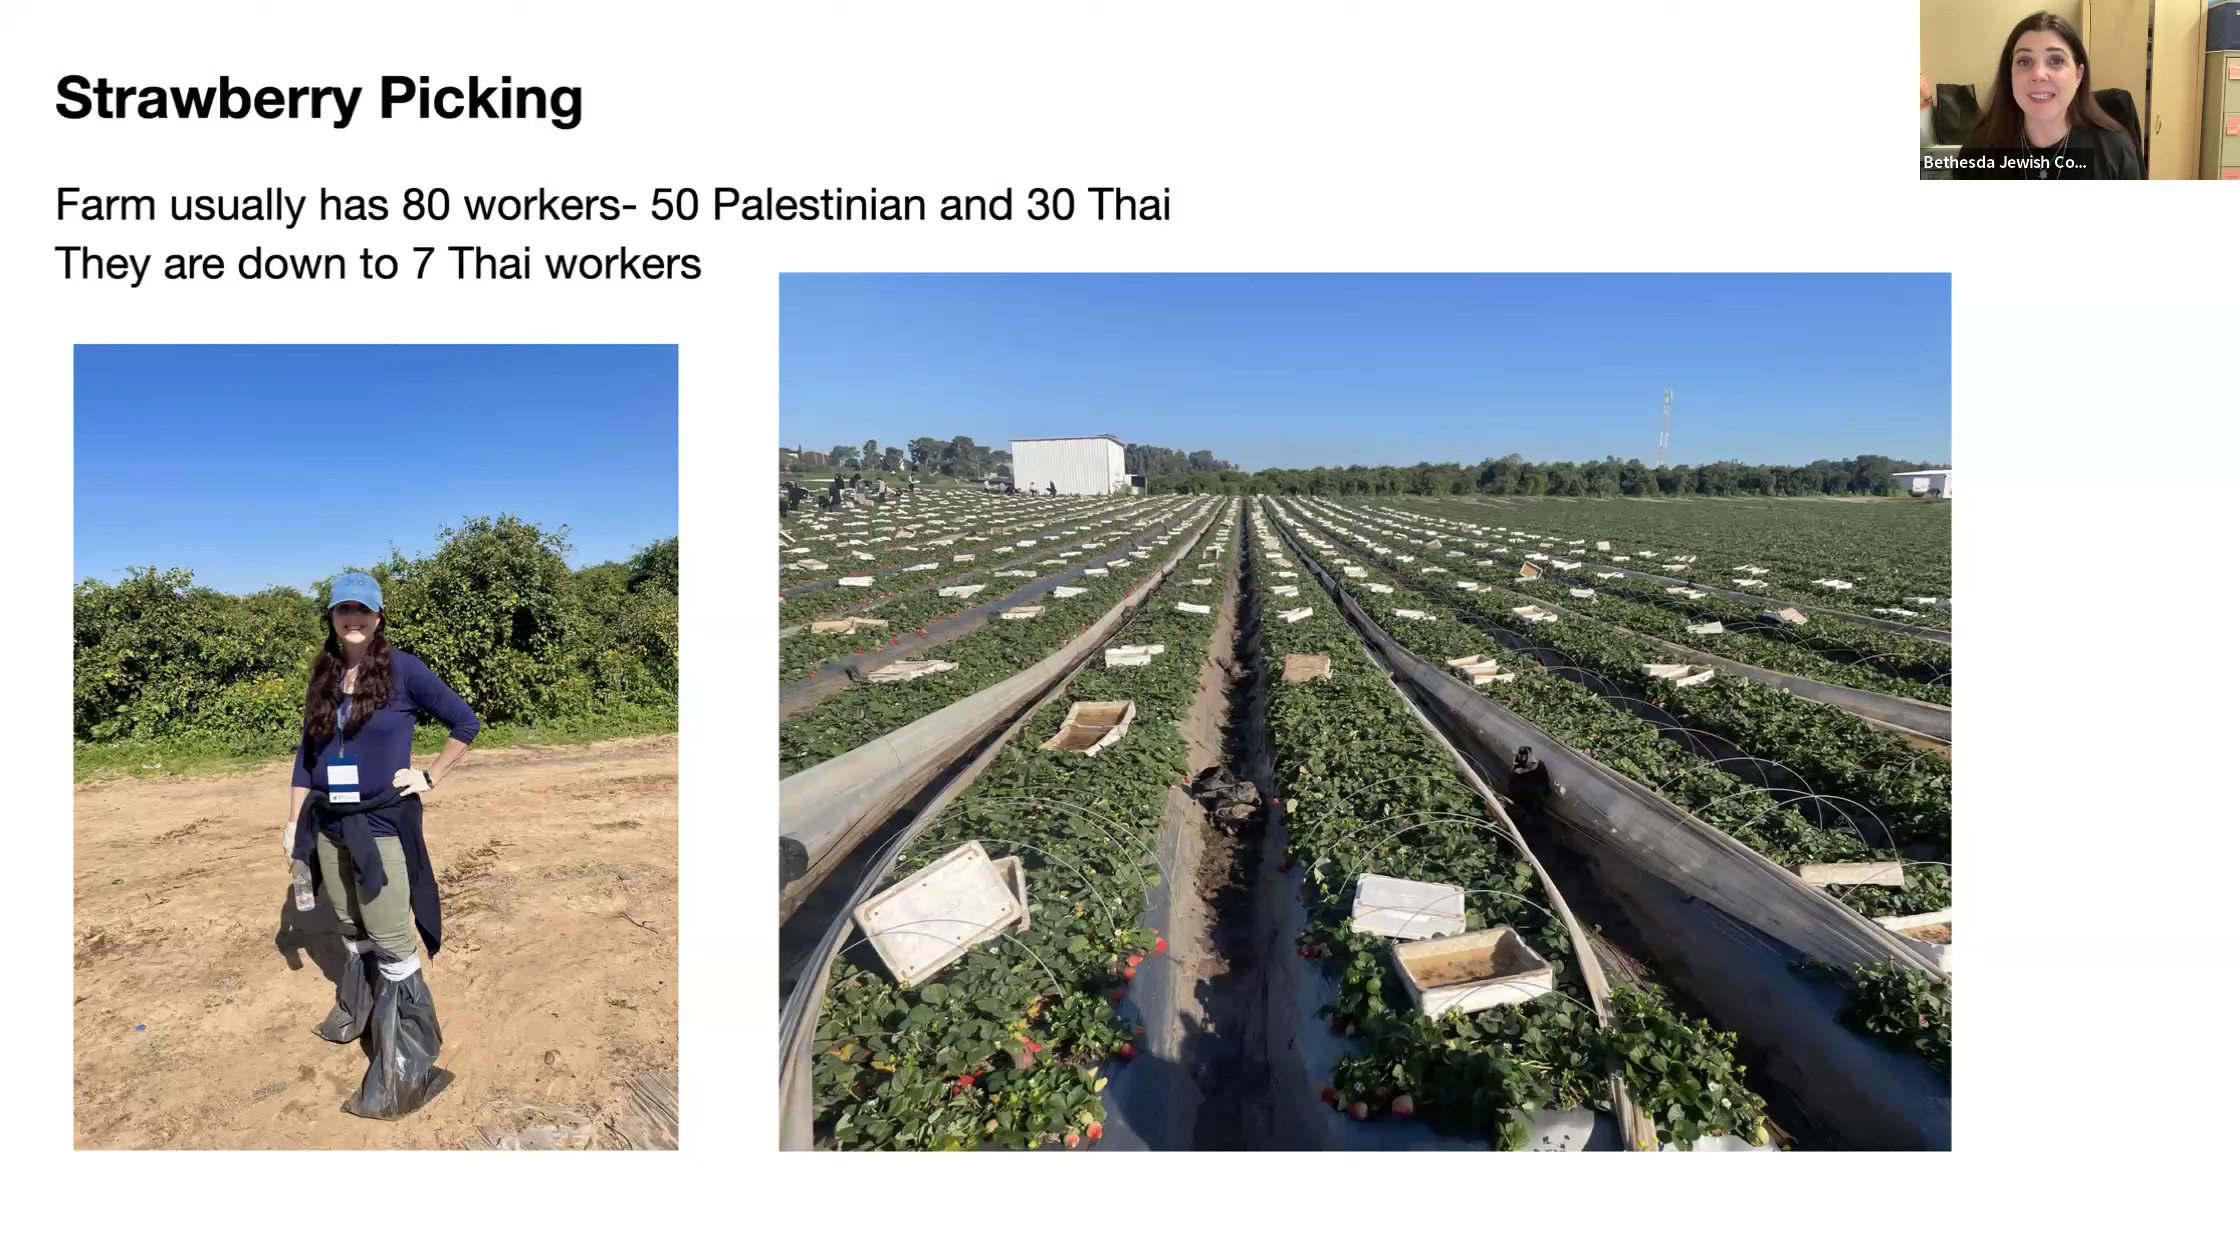 Strawberry Picking
Bethesda Jewish Co...
Farm usually has 80 workers- 50 Palestinian and 30 Thai
They are down to 7 Thai workers